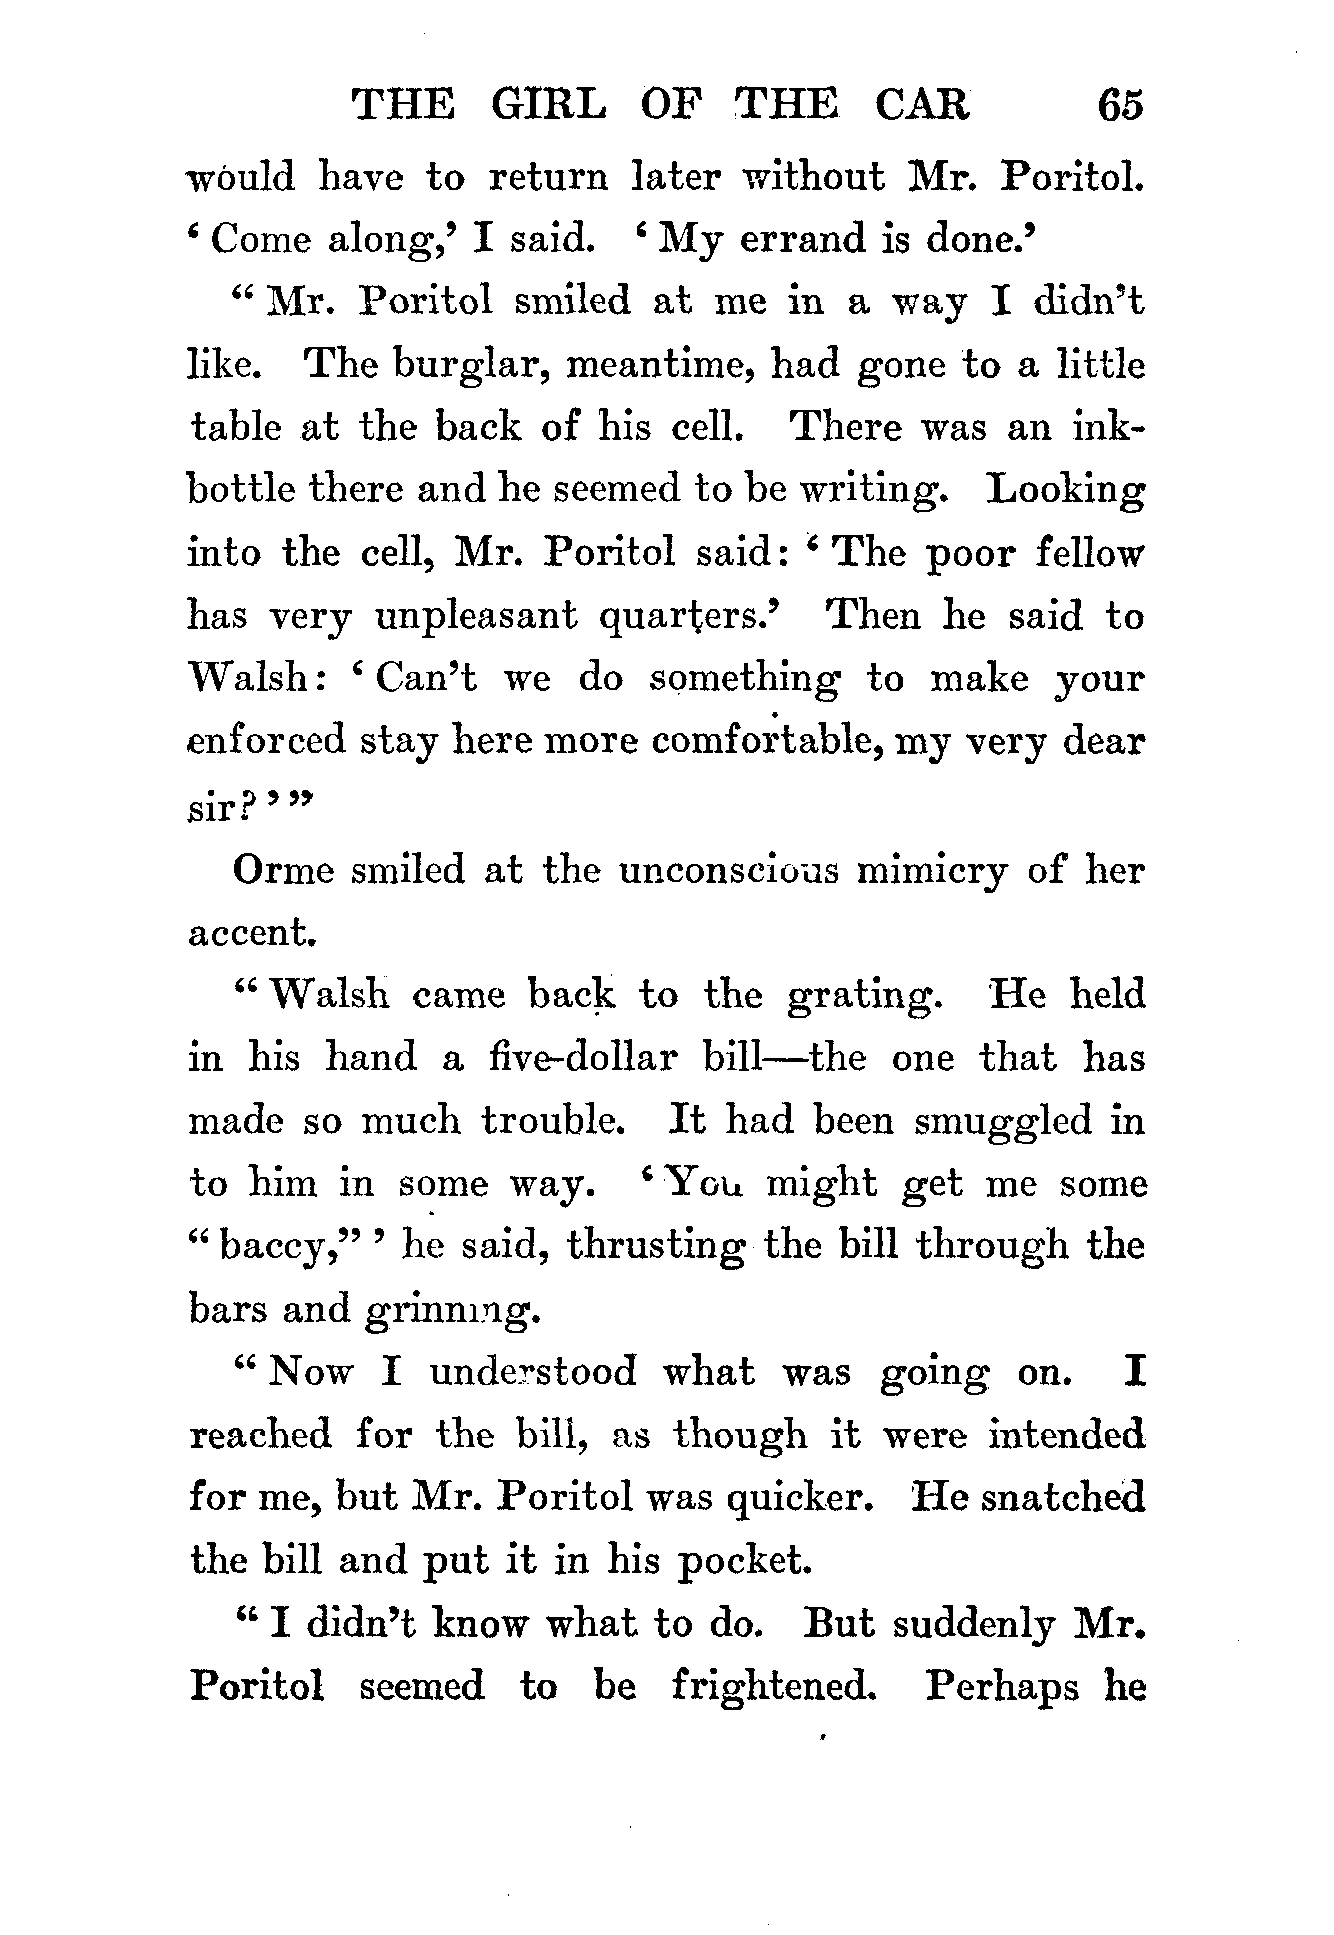 THE GIRL OF THE CAR 65
would have to return later without Mr. Poritol.
‘Come along,’ I said. ‘My errand is done.’
“Mr. Poritol smiled at me in a way I didn’t
like. The burglar, meantime, had gone to a little
table at the back of his cell. There was an ink-
bottle there and he seemed to be writing. Looking
into the cell, Mr. Poritol said: ‘The poor fellow
has very unpleasant quarters.’ Then he said to
Walsh: ‘Can’t we do something to make your
enforced stay here more comfortable, my very dear
sir?’”
Orme smiled at the unconscious mimicry of her
accent.
“Walsh came back to the grating. He held
in his hand a five-dollar bill—the one that has
made so much trouble. It had been smuggled in
to him in some way. ‘You might get me some
“baccy,”’ he said, thrusting the bill through the
bars and grinning.
“Now I understood what was going on. I
reached for the bill, as though it were intended
for me, but Mr. Poritol was quicker. He snatched
the bill and put it in his pocket.
“I didn’t know what to do. But suddenly Mr.
Poritol seemed to be frightened. Perhaps he